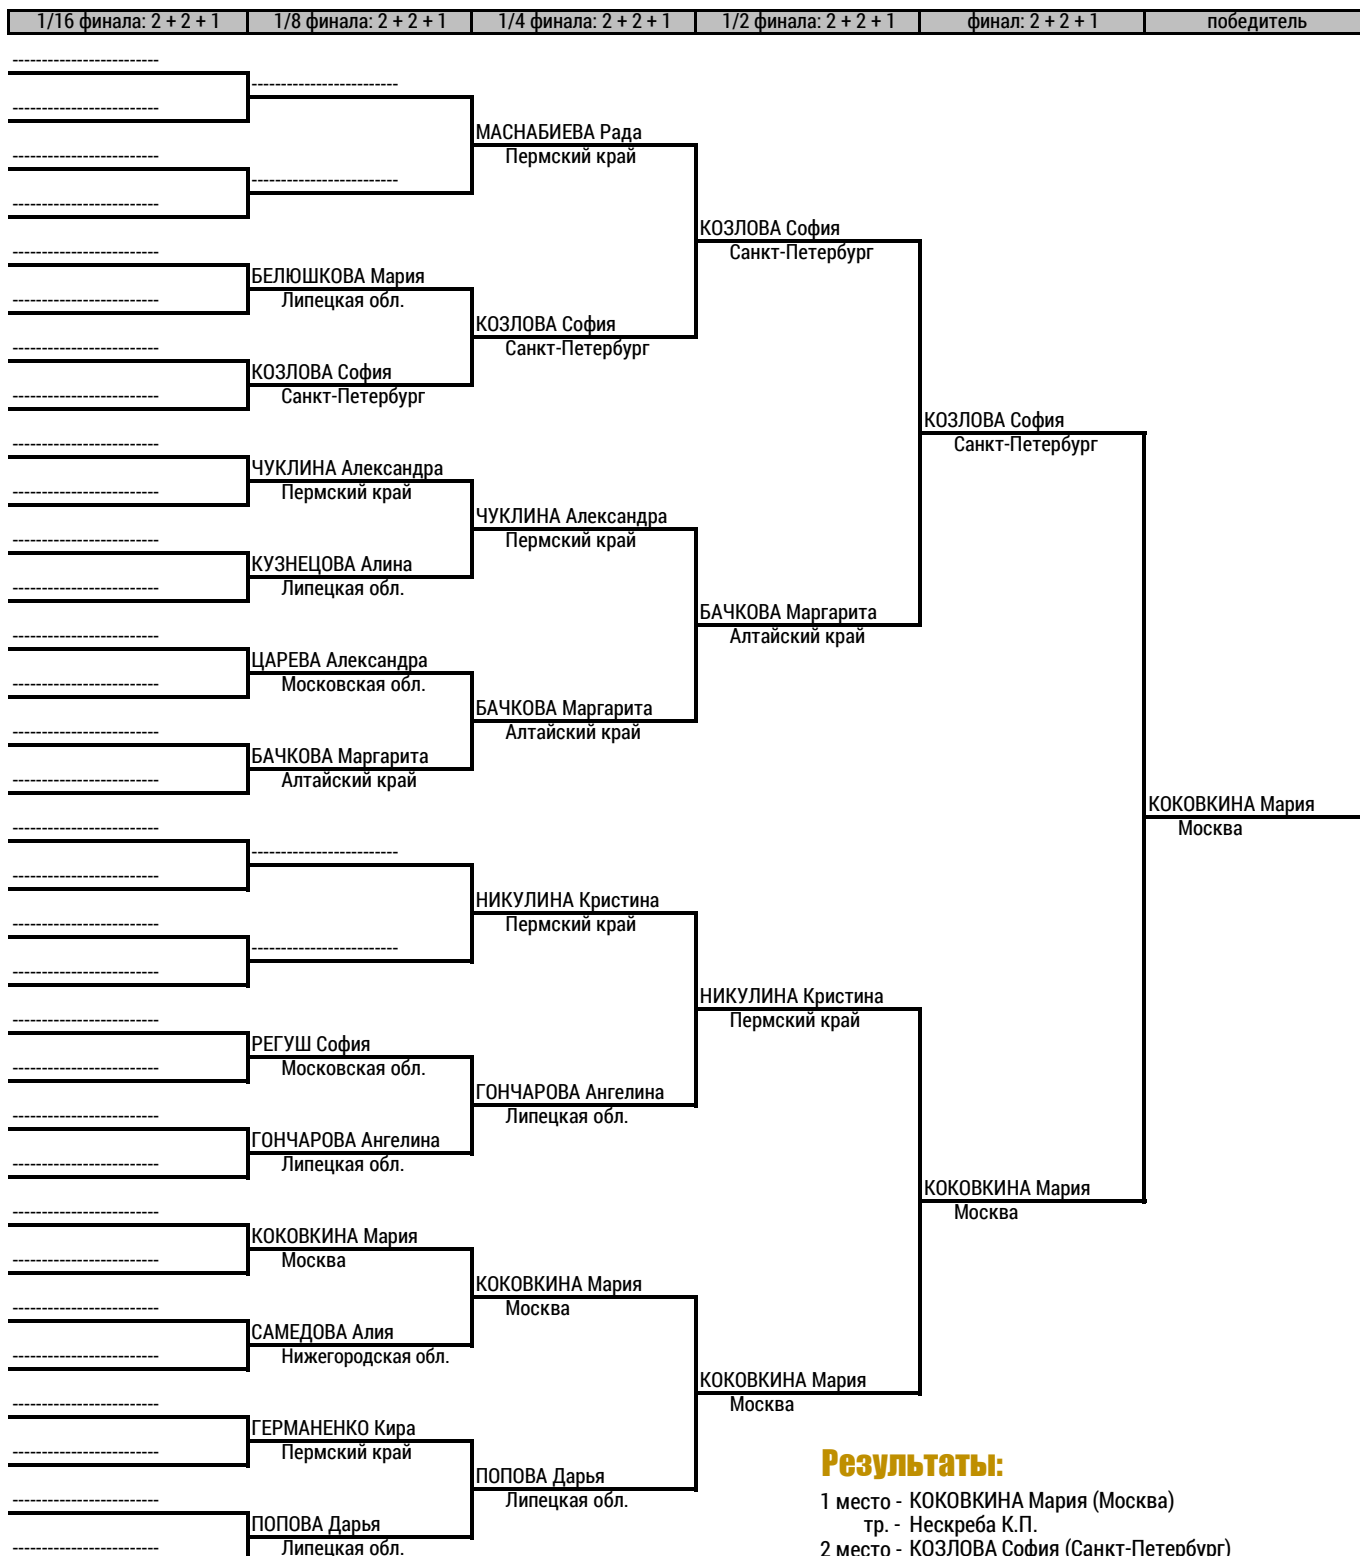 1/16 финала: 2 + 2 + 1
1/8 финала: 2 + 2 + 1
1/4 финала: 2 + 2 + 1
1/2 финала: 2 + 2 + 1
финал: 2 + 2 + 1
победитель
-------------------------
-------------------------
-------------------------
МАСНАБИЕВА Рада
Пермский край
-------------------------
-------------------------
-------------------------
КОЗЛОВА София
Санкт-Петербург
-------------------------
БЕЛЮШКОВА Мария
Липецкая обл.
-------------------------
КОЗЛОВА София
Санкт-Петербург
-------------------------
КОЗЛОВА София
Санкт-Петербург
-------------------------
КОЗЛОВА София
Санкт-Петербург
-------------------------
ЧУКЛИНА Александра
Пермский край
-------------------------
ЧУКЛИНА Александра
Пермский край
-------------------------
КУЗНЕЦОВА Алина
Липецкая обл.
-------------------------
БАЧКОВА Маргарита
Алтайский край
-------------------------
ЦАРЕВА Александра
Московская обл.
-------------------------
БАЧКОВА Маргарита
Алтайский край
-------------------------
БАЧКОВА Маргарита
Алтайский край
-------------------------
КОКОВКИНА Мария
Москва
-------------------------
-------------------------
-------------------------
НИКУЛИНА Кристина
Пермский край
-------------------------
-------------------------
-------------------------
НИКУЛИНА Кристина
Пермский край
-------------------------
РЕГУШ София
Московская обл.
-------------------------
ГОНЧАРОВА Ангелина
Липецкая обл.
-------------------------
ГОНЧАРОВА Ангелина
Липецкая обл.
-------------------------
КОКОВКИНА Мария
Москва
-------------------------
КОКОВКИНА Мария
Москва
-------------------------
КОКОВКИНА Мария
Москва
-------------------------
САМЕДОВА Алия
Нижегородская обл.
-------------------------
КОКОВКИНА Мария
Москва
-------------------------
ГЕРМАНЕНКО Кира
Пермский край
-------------------------
ПОПОВА Дарья
Липецкая обл.
-------------------------
ПОПОВА Дарья
Липецкая обл.
-------------------------
Результаты:
1 место - КОКОВКИНА Мария (Москва)
тр. - Нескреба К.П.
2 место - КОЗЛОВА София (Санкт-Петербург)